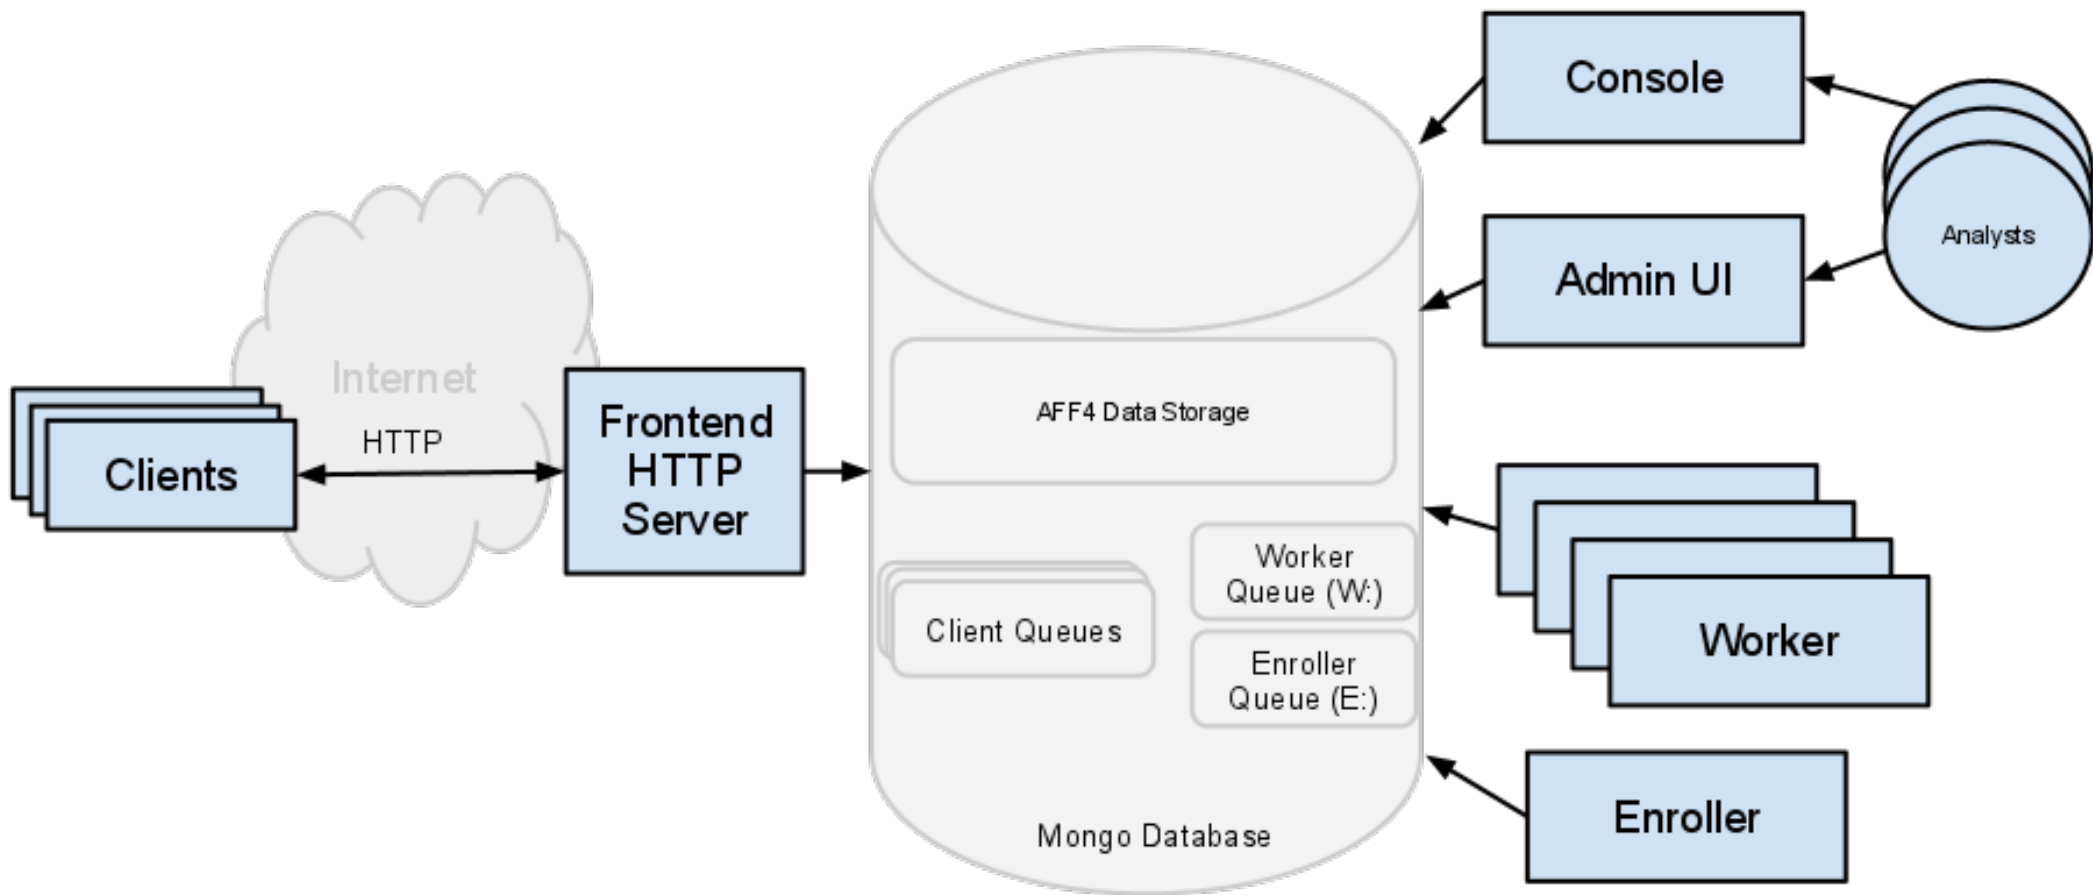 Console
Analysts
Admin UI
Internet
HTTP
Clients
Frontend
HTTP
Server
AFF4 Data Storage
Worker
Queue (W:)
Client Queues
Enroller
Queue (E:)
Worker
Mongo Database
Enroller